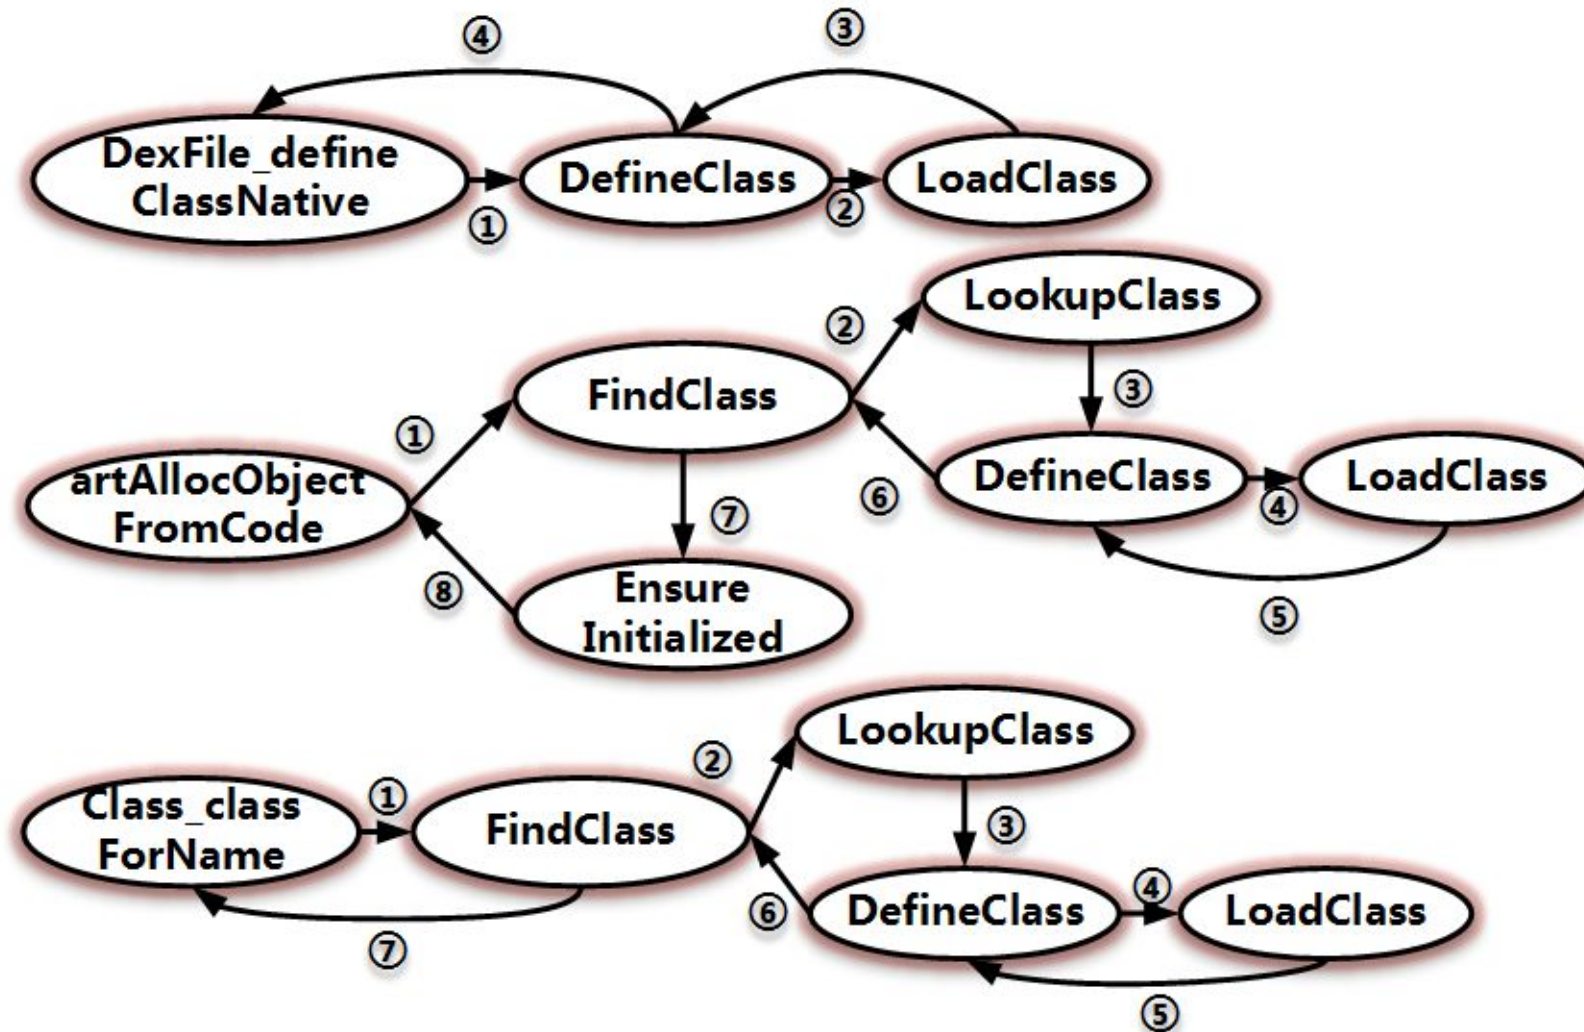 ④
③
DexFile_define
ClassNative
DefineClass
LoadClass
①
②
LookupClass
②
FindClass
③
①
artAllocObject
FromCode
DefineClass
LoadClass
④
⑥
⑦
⑧
Ensure
Initialized
⑤
LookupClass
②
Class_class
ForName
①
FindClass
③
④
DefineClass
LoadClass
⑥
⑦
⑤